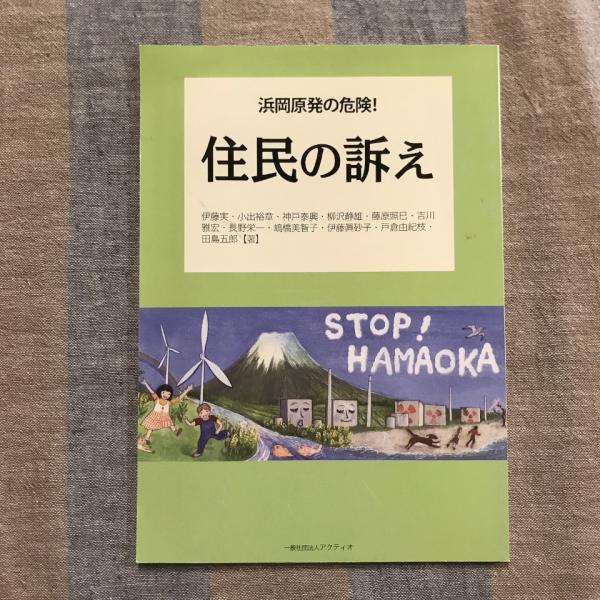 浜岡原発の危険!
住民の訴え
伊藤実・小出裕章・神戸泰興・柳沢静雄・藤原照巳・吉川
雅宏・長野栄一・嶋橋美智子・伊藤眞砂子・戸倉由紀枝・
田島五郎【著】
STOP!
HAMAOKA
一般社団法人アクティオ